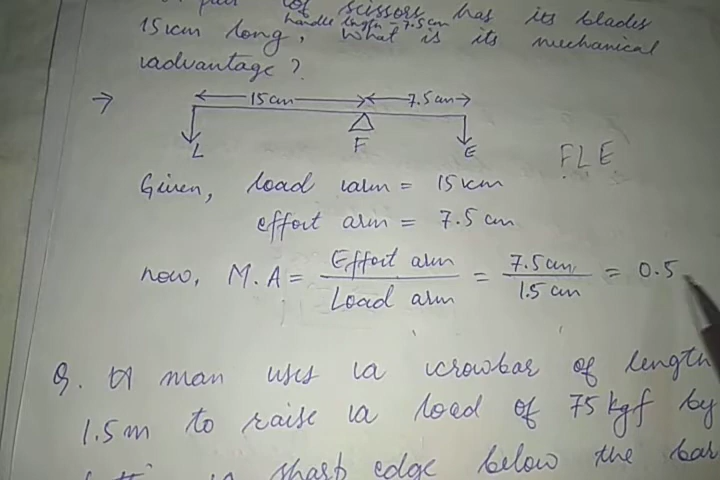 of scissors has its blades
handle length - 7.5 cm
15 cm long, What is its mechanical
advantage?
→ 15 cm 7.5 cm
L F E
FLE
Given, load arm = 15 cm
effort arm = 7.5 cm
now, M.A = Effort arm / Load arm = 7.5 cm / 1.5 cm = 0.5
Q. A man uses a crowbar of length
1.5 m to raise a load of 75 kgf by
sharp edge below the bar